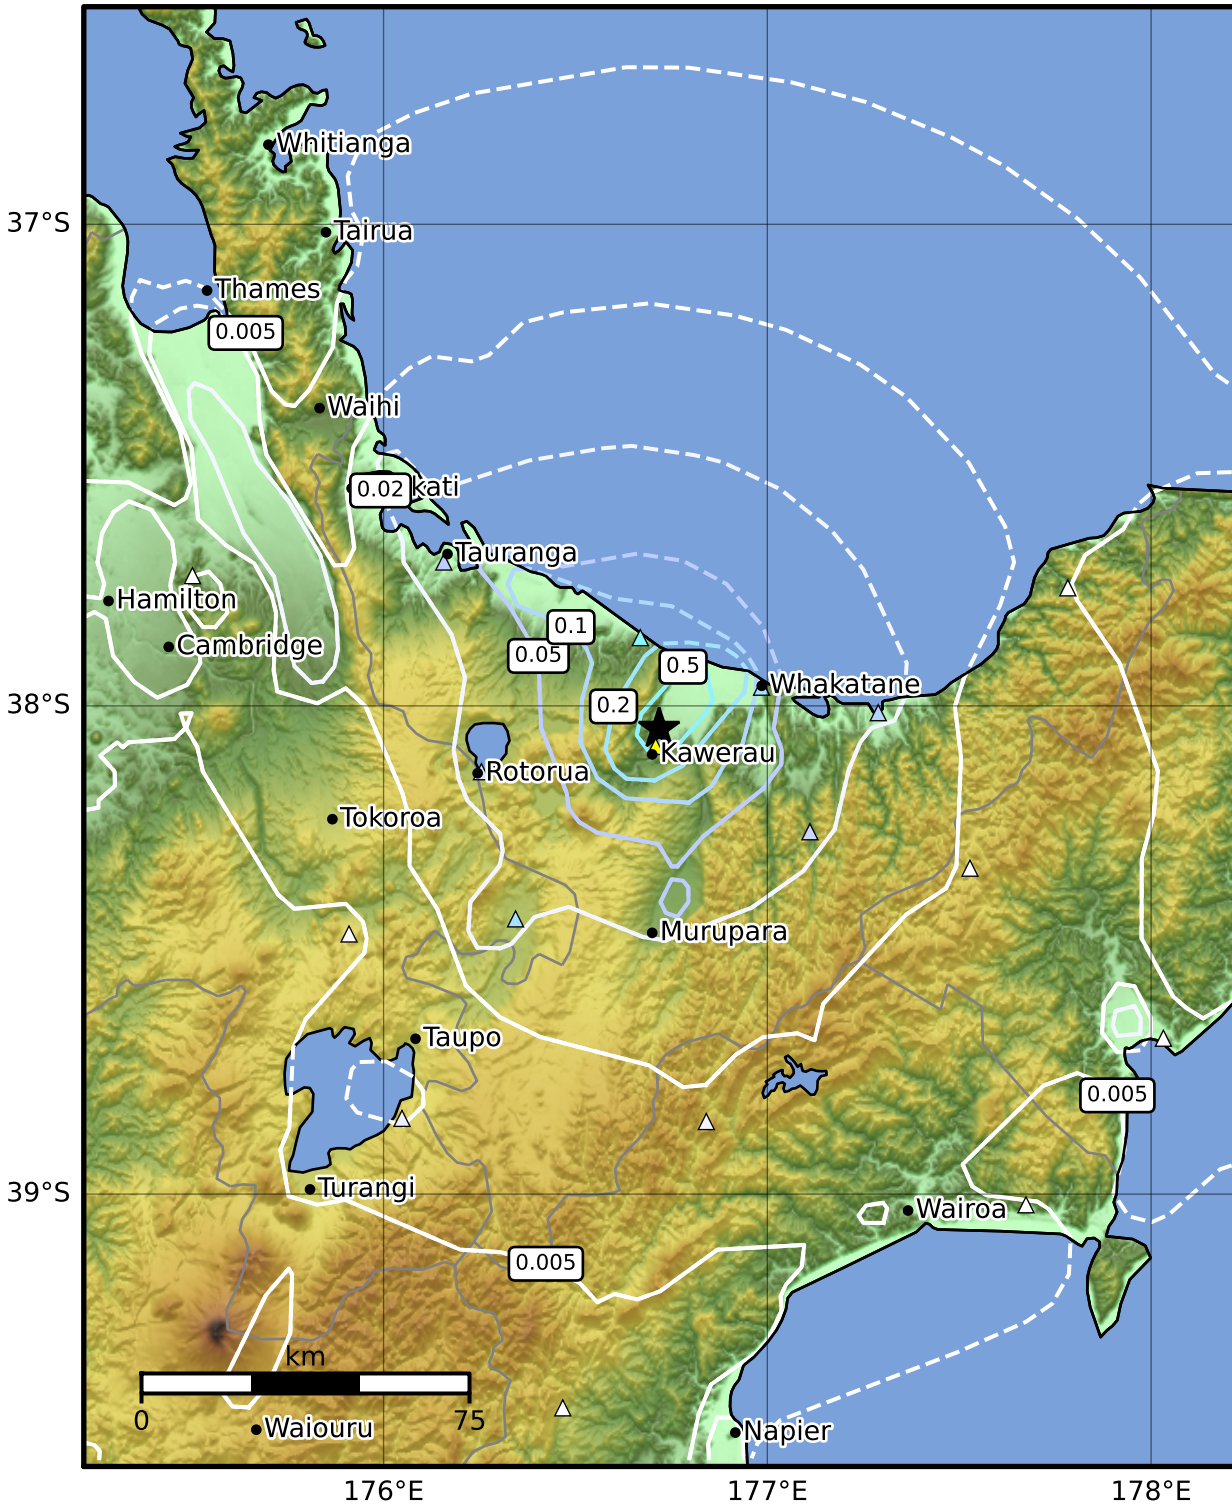 Whitianga
37°S
Tairua
Thames
0.005
Waihi
0.02
kati
Tauranga
Hamilton
0.1
Cambridge
0.05
0.5
Whakatane
38°S
0.2
Kawerau
Rotorua
Tokoroa
Murupara
Taupo
0.005
39°S
Turangi
Wairoa
0.005
km
0
75
Waiouru
Napier
176°E
177°E
178°E